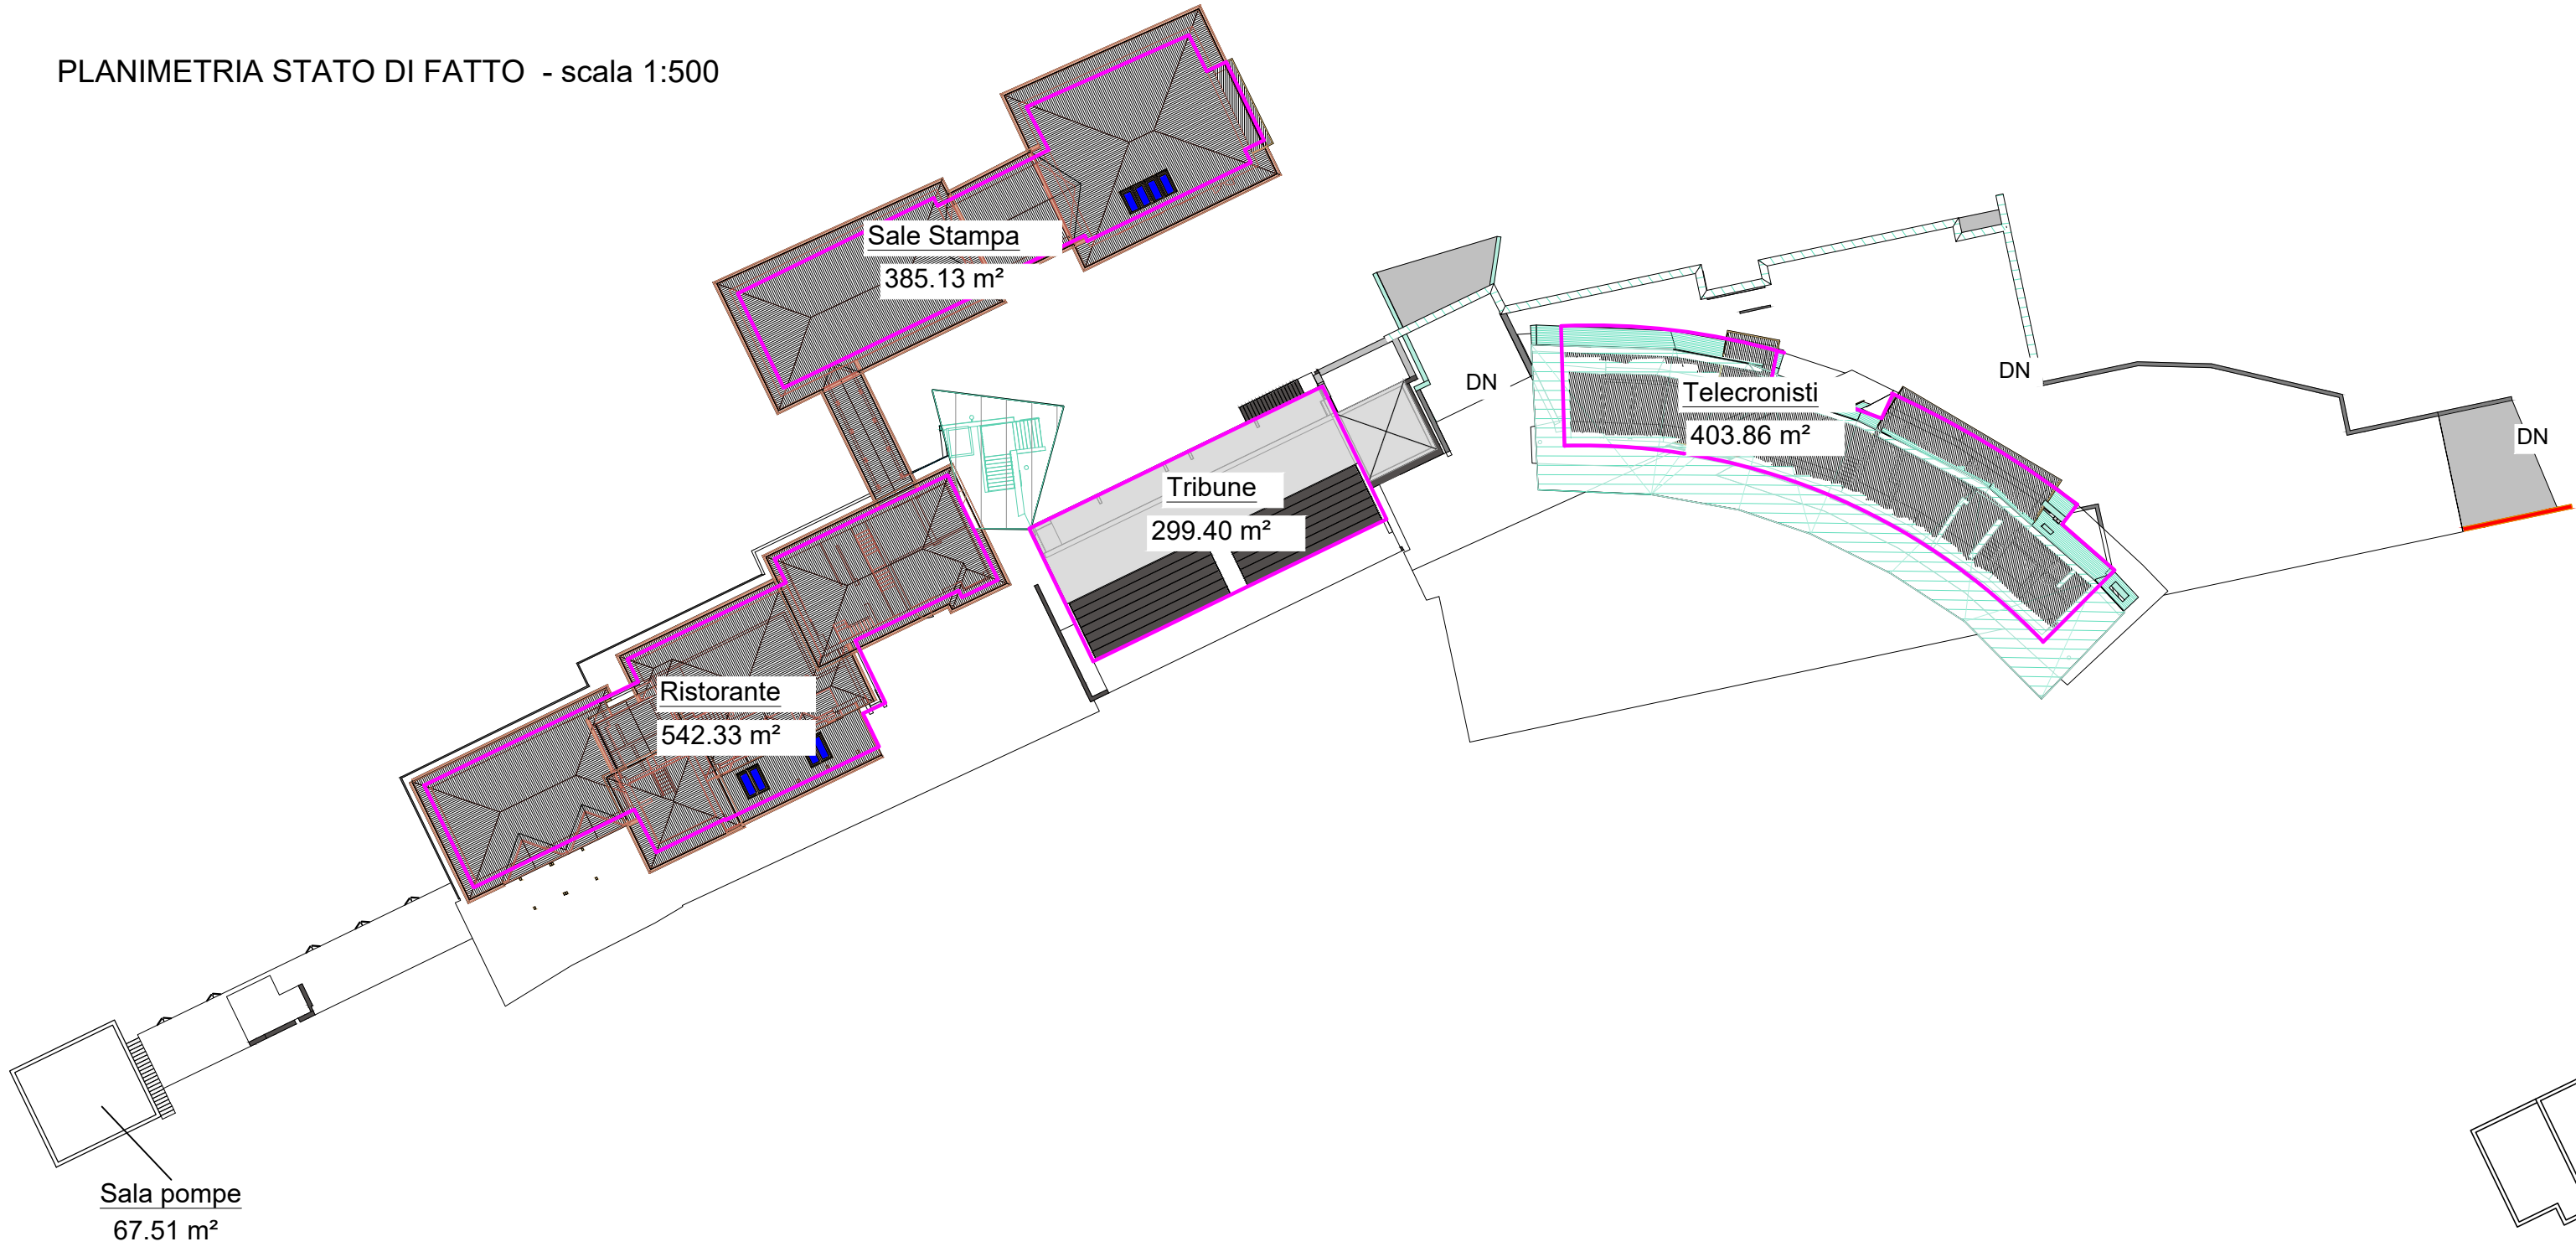 PLANIMETRIA STATO DI FATTO - scala 1:500
Sale Stampa
385.13 m²
DN
DN
Telecronisti
403.86 m²
DN
Tribune
299.40 m²
Ristorante
542.33 m²
Sala pompe
67.51 m²